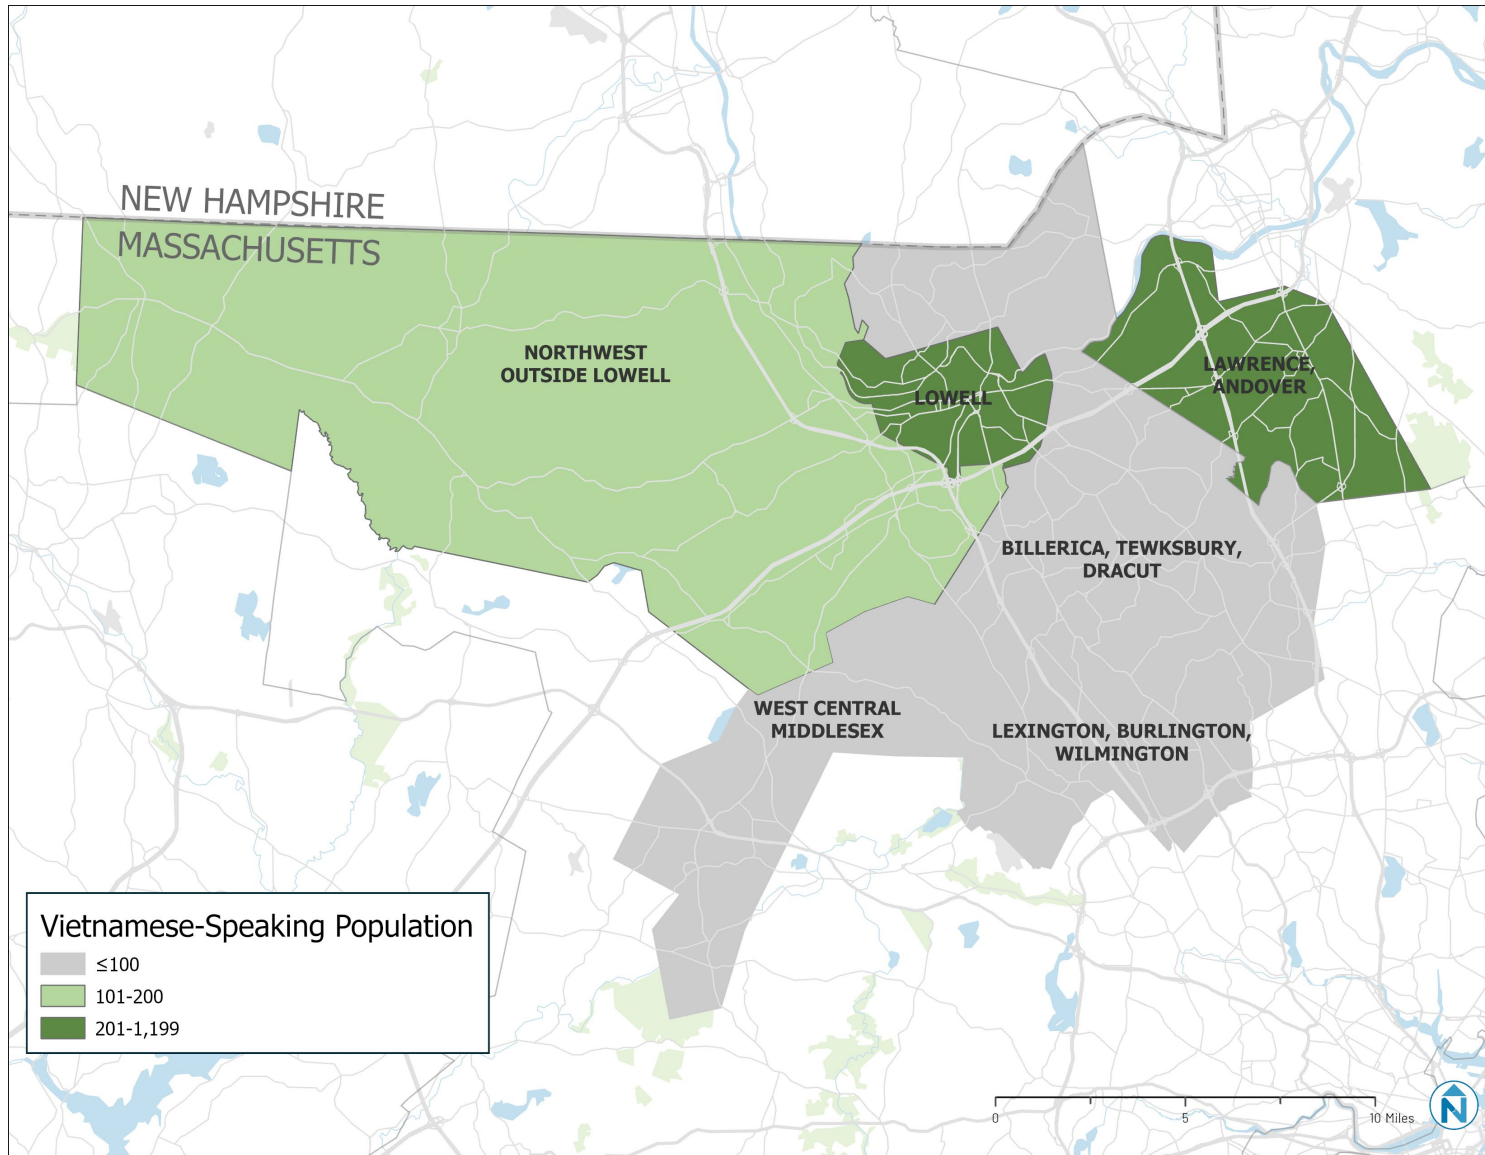 NEW HAMPSHIRE
MASSACHUSETTS
NORTHWEST
OUTSIDE LOWELL
LOWELL
LAWRENCE,
ANDOVER
BILLERICA, TEWKSBURY,
DRACUT
WEST CENTRAL
MIDDLESEX
LEXINGTON, BURLINGTON,
WILMINGTON
Vietnamese-Speaking Population
≤100
101-200
201-1,199
0 5 10 Miles
N